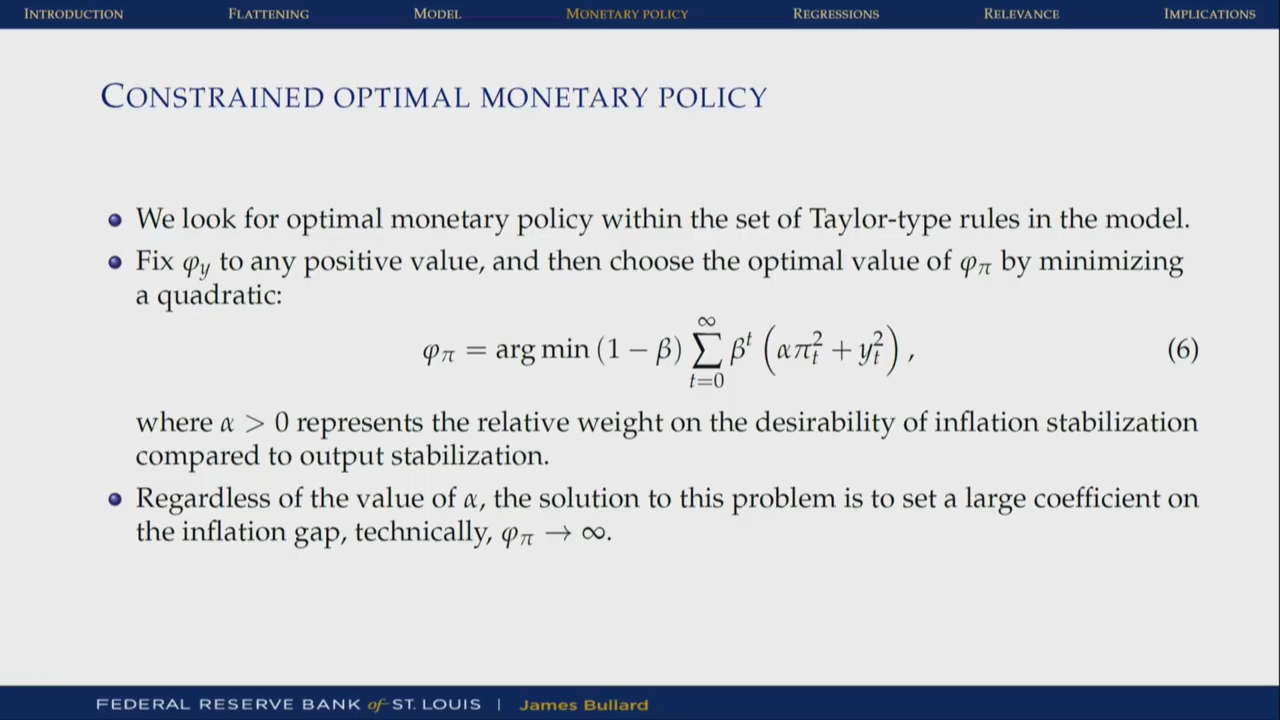 INTRODUCTION FLATTENING MODEL MONETARY POLICY REGRESSIONS RELEVANCE IMPLICATIONS
CONSTRAINED OPTIMAL MONETARY POLICY
We look for optimal monetary policy within the set of Taylor-type rules in the model.
Fix φ_y to any positive value, and then choose the optimal value of φ_π by minimizing
a quadratic:
φ_π = arg min (1 − β) ∑_{t=0}^{∞} β^t (απ_t^2 + y_t^2), (6)
where α > 0 represents the relative weight on the desirability of inflation stabilization
compared to output stabilization.
Regardless of the value of α, the solution to this problem is to set a large coefficient on
the inflation gap, technically, φ_π → ∞.
FEDERAL RESERVE BANK of ST. LOUIS | James Bullard